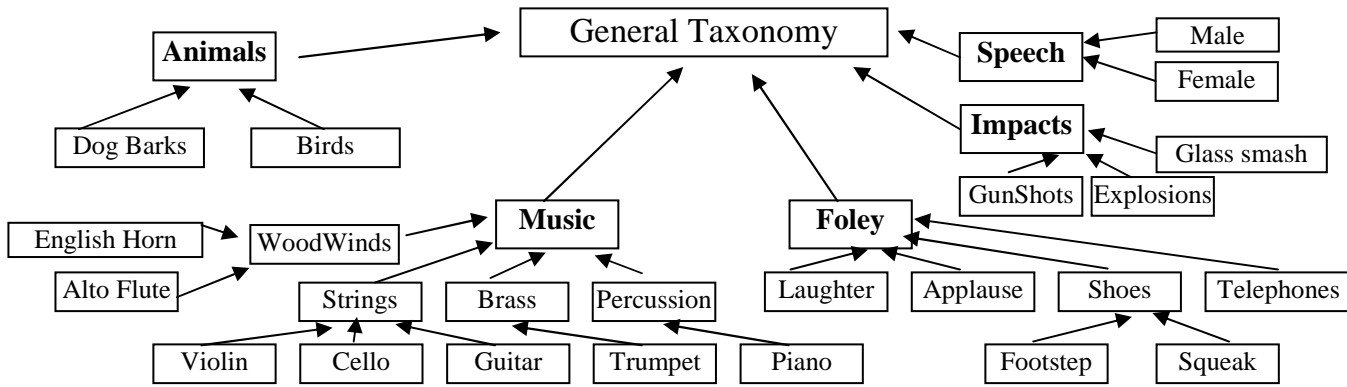 General Taxonomy
Animals
Speech
Male
Female
Dog Barks
Birds
Impacts
Glass smash
GunShots
Explosions
Music
Foley
English Horn
WoodWinds
Alto Flute
Strings
Brass
Percussion
Laughter
Applause
Shoes
Telephones
Violin
Cello
Guitar
Trumpet
Piano
Footstep
Squeak